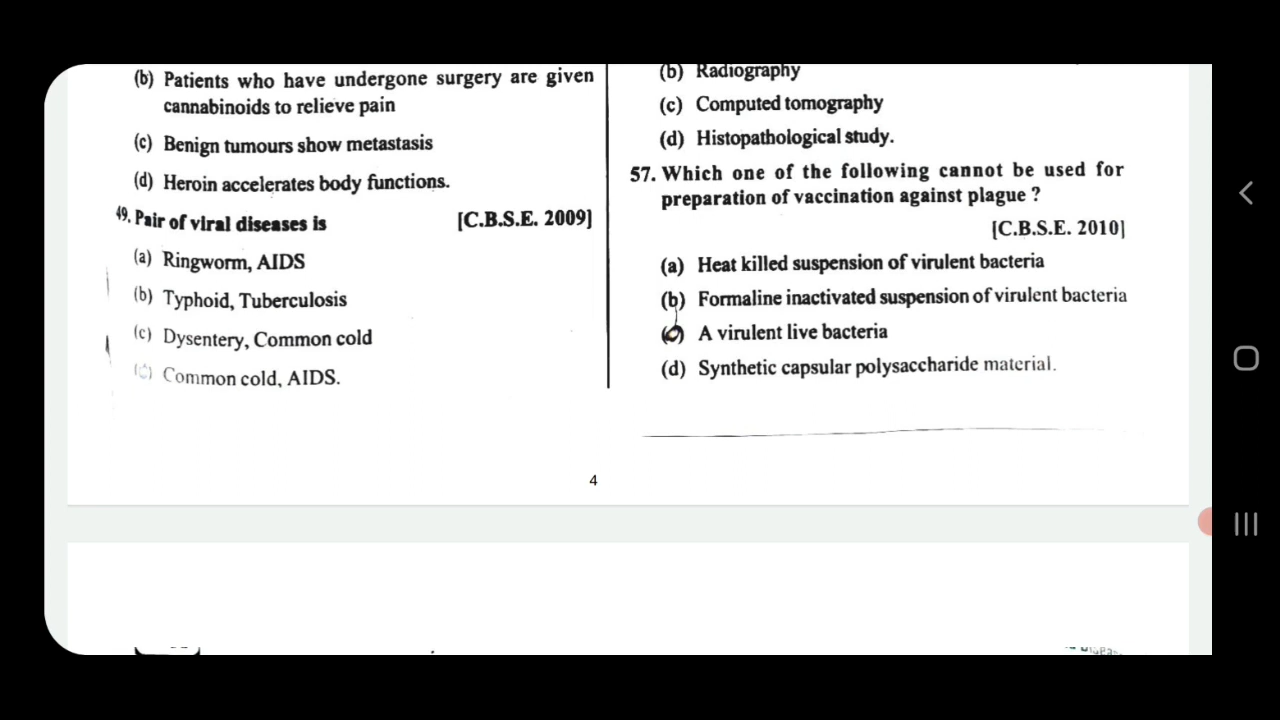 (b) Patients who have undergone surgery are given
cannabinoids to relieve pain
(c) Benign tumours show metastasis
(d) Heroin accelerates body functions.
49. Pair of viral diseases is [C.B.S.E. 2009]
(a) Ringworm, AIDS
(b) Typhoid, Tuberculosis
(c) Dysentery, Common cold
Common cold, AIDS.
(b) Radiography
(c) Computed tomography
(d) Histopathological study.
57. Which one of the following cannot be used for
preparation of vaccination against plague ?
[C.B.S.E. 2010]
(a) Heat killed suspension of virulent bacteria
(b) Formaline inactivated suspension of virulent bacteria
A virulent live bacteria
(d) Synthetic capsular polysaccharide material.
4